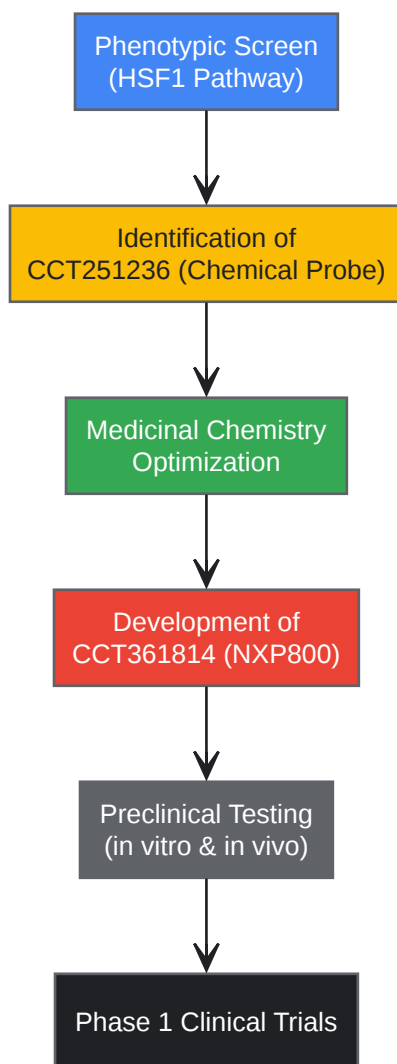 Phenotypic Screen
(HSF1 Pathway)
Identification of
CCT251236 (Chemical Probe)
Medicinal Chemistry
Optimization
Development of
CCT361814 (NXP800)
Preclinical Testing
(in vitro & in vivo)
Phase 1 Clinical Trials